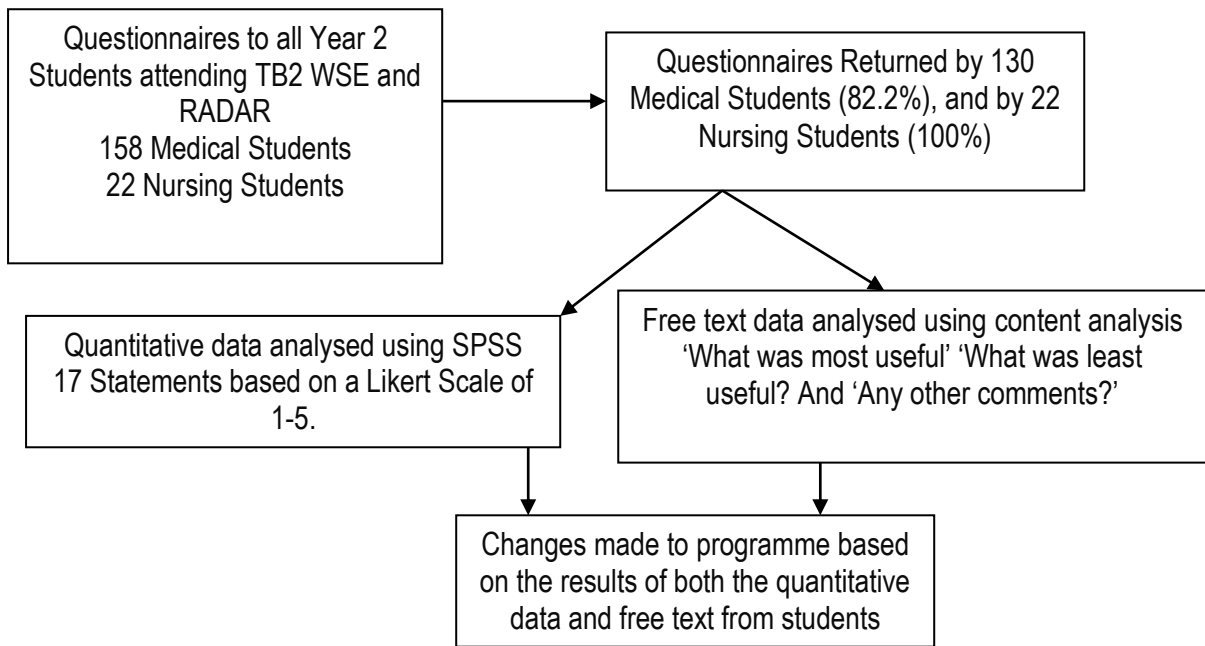 Questionnaires to all Year 2
Students attending TB2 WSE and
RADAR
158 Medical Students
22 Nursing Students
Questionnaires Returned by 130
Medical Students (82.2%), and by 22
Nursing Students (100%)
Quantitative data analysed using SPSS
17 Statements based on a Likert Scale of
1-5.
Free text data analysed using content analysis
‘What was most useful’ ‘What was least
useful? And ‘Any other comments?’
Changes made to programme based
on the results of both the quantitative
data and free text from students